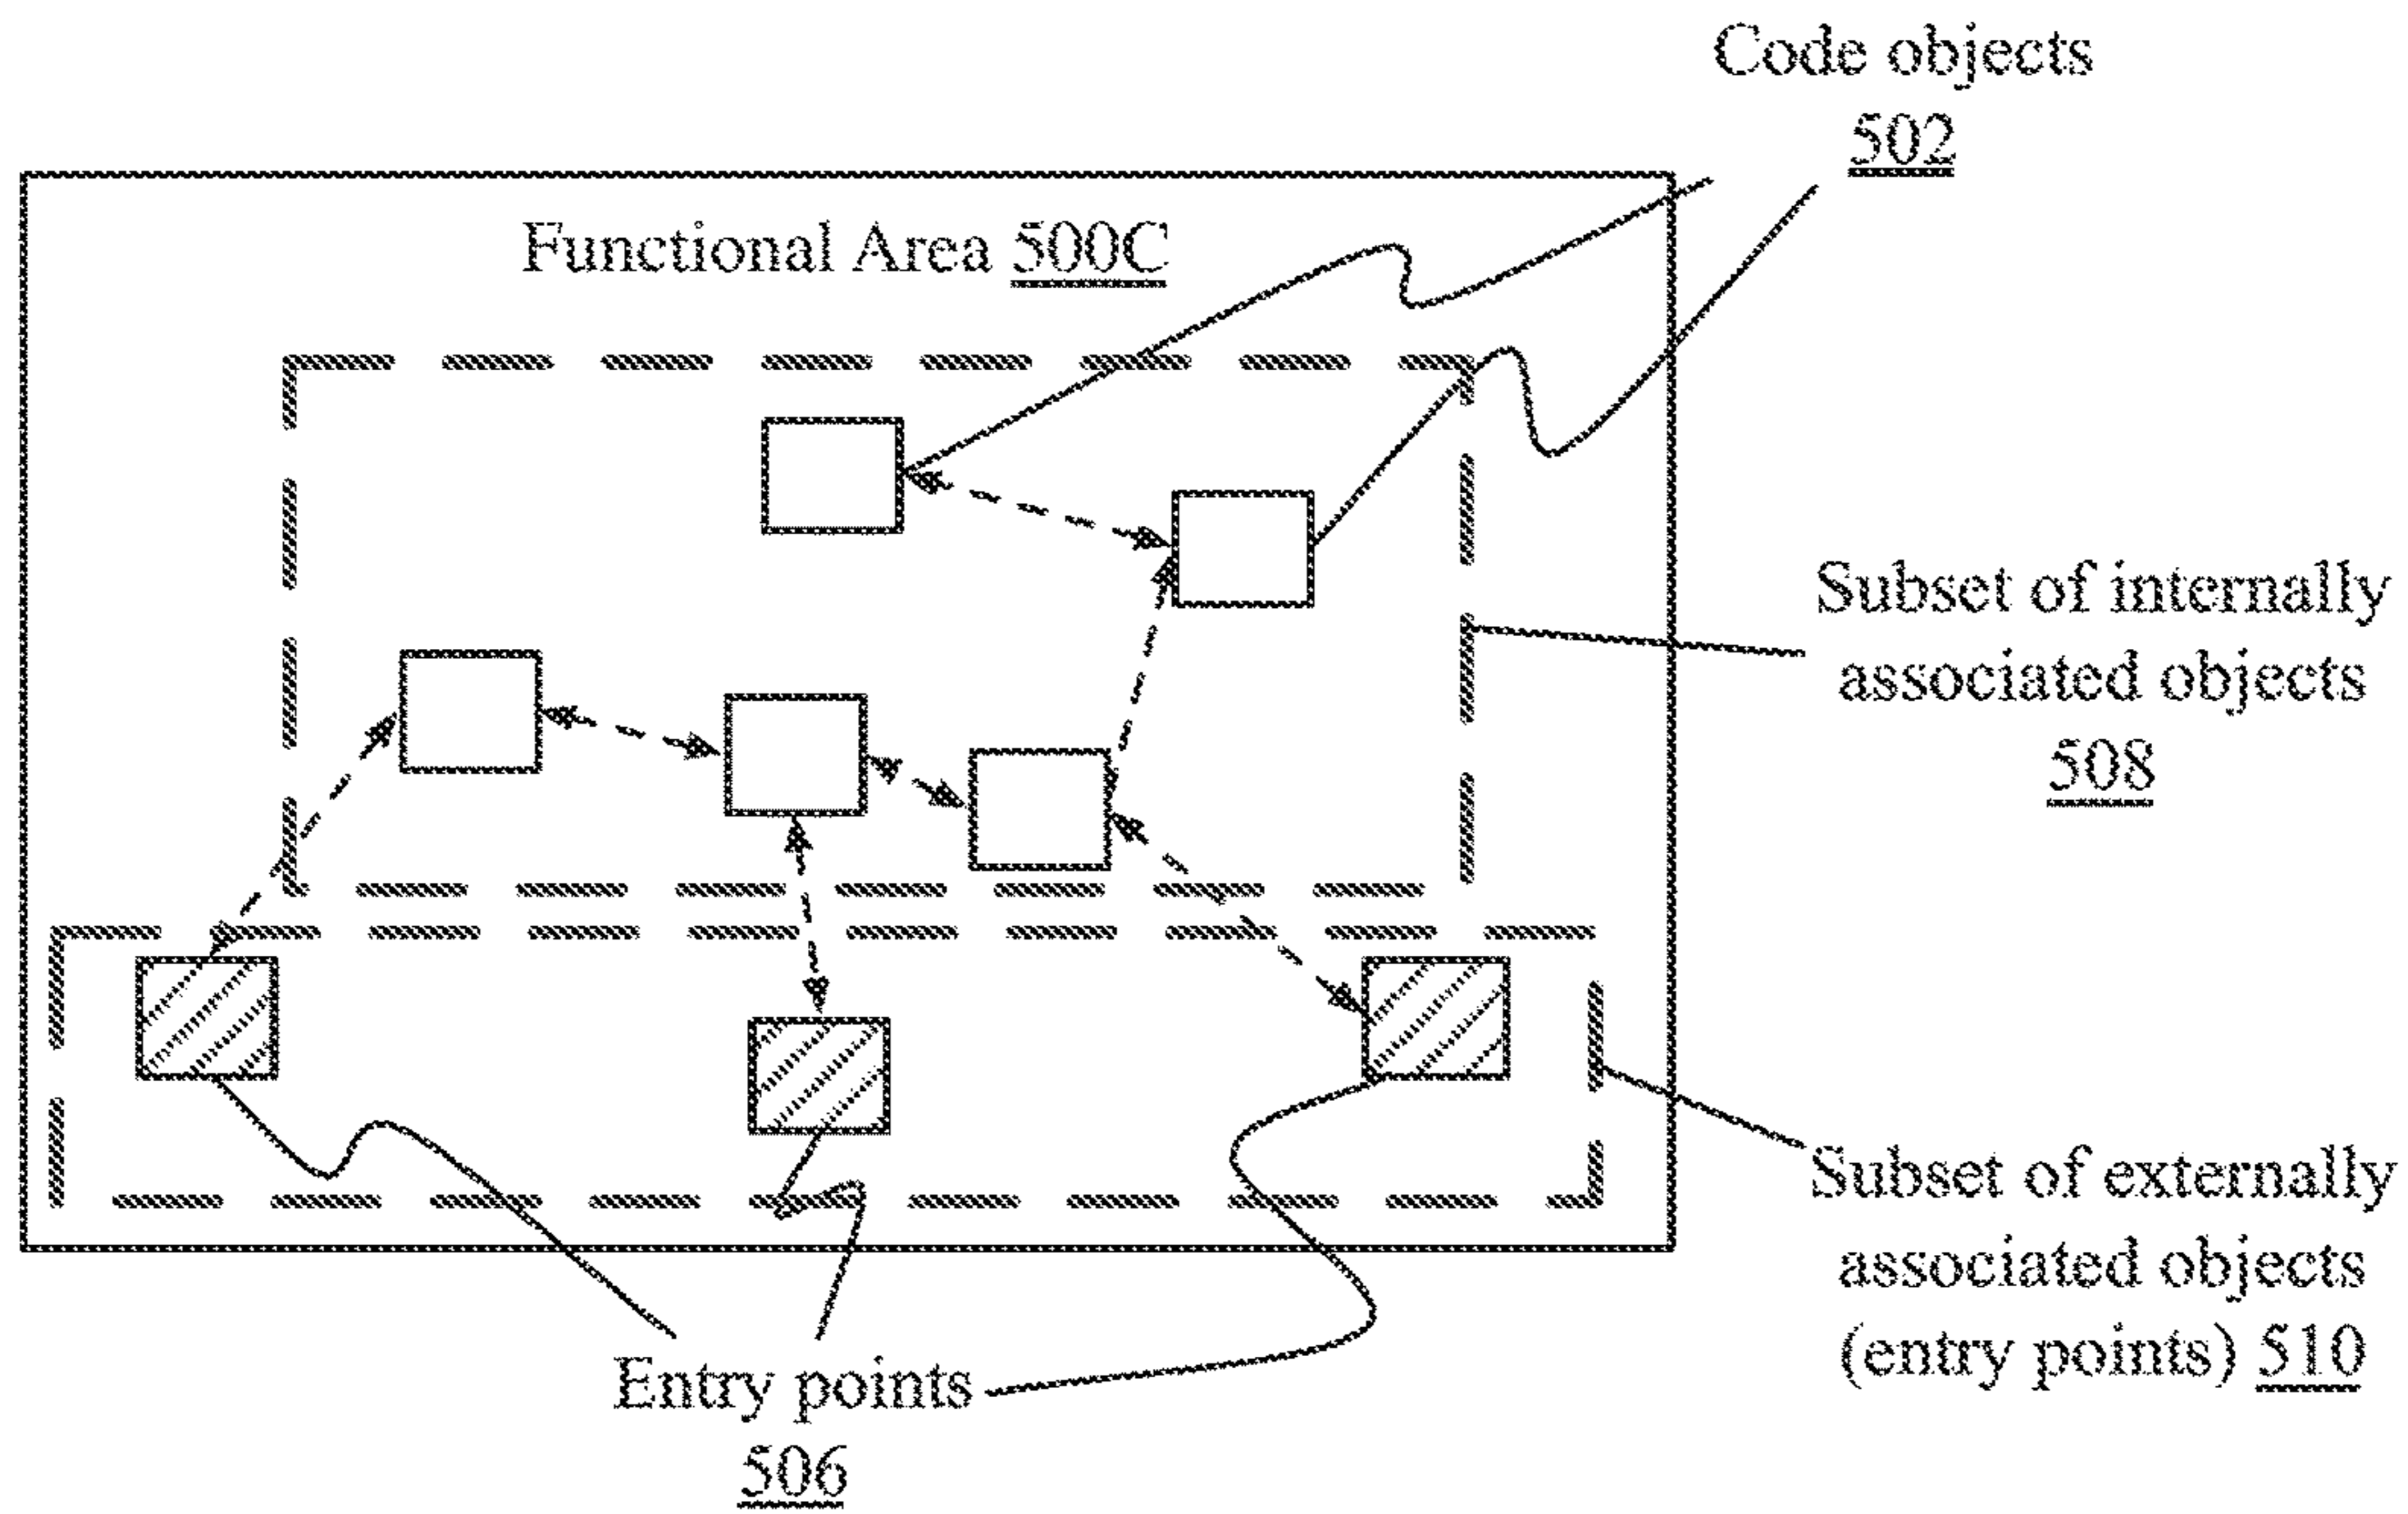 Code objects
502
Functional Area 500C
Subset of internally
associated objects
508
Subset of externally
associated objects
(entry points) 510
Entry points
506